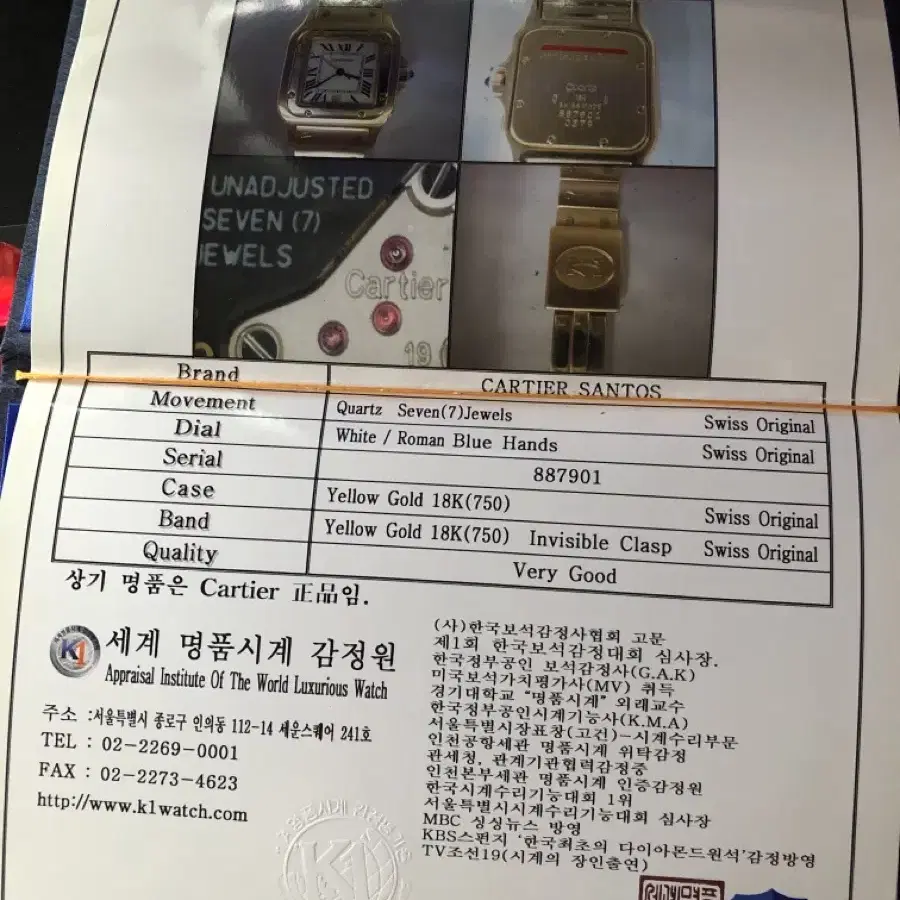 Quartz
887901
UNADJUSTED
SEVEN (7)
JEWELS
Cartier
Brand CARTIER SANTOS
Movement Quartz Seven(7)Jewels Swiss Original
Dial White / Roman Blue Hands Swiss Original
Serial 887901
Case Yellow Gold 18K(750) Swiss Original
Band Yellow Gold 18K(750) Invisible Clasp Swiss Original
Quality Very Good
상기 명품은 Cartier 正品임.
K1 세계 명품시계 감정원
Appraisal Institute Of The World Luxurious Watch
주소 :서울특별시 종로구 인의동 112-14 세운스퀘어 241호
TEL : 02-2269-0001
FAX : 02-2273-4623
http://www.k1watch.com
(사)한국보석감정사협회 고문
제1회 한국보석감정대회 심사장.
한국정부공인 보석감정사(G.A.K)
미국보석가치평가사(MV) 취득
경기대학교 "명품시계" 외래교수
한국정부공인시계기능사(K.M.A)
서울특별시장표창(고건)-시계수리부문
인천공항세관 명품시계 위탁감정
관세청, 관계기관협력감정중
인천본부세관 명품시계 인증감정원
한국시계수리기능대회 1위
서울특별시시계수리기능대회 심사장
MBC 싱싱뉴스 방영
KBS스펀지 '한국최초의 다이아몬드원석'감정방영
TV조선19(시계의 장인출연)
K1